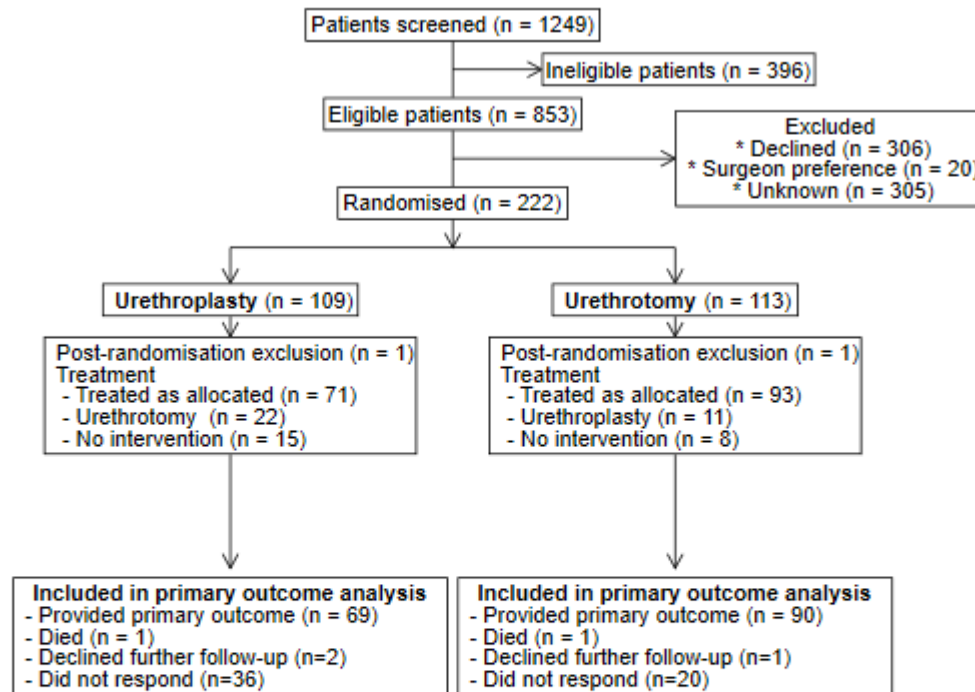 Patients screened (n = 1249)
Ineligible patients (n = 396)
Eligible patients (n = 853)
Excluded
* Declined (n = 306)
* Surgeon preference (n = 20)
* Unknown (n = 305)
Randomised (n = 222)
Urethroplasty (n = 109)
Post-randomisation exclusion (n = 1)
Treatment
- Treated as allocated (n = 71)
- Urethrotomy (n = 22)
- No intervention (n = 15)
Included in primary outcome analysis
- Provided primary outcome (n = 69)
- Died (n = 1)
- Declined further follow-up (n=2)
- Did not respond (n=36)
Urethrotomy (n = 113)
Post-randomisation exclusion (n = 1)
Treatment
- Treated as allocated (n = 93)
- Urethroplasty (n = 11)
- No intervention (n = 8)
Included in primary outcome analysis
- Provided primary outcome (n = 90)
- Died (n = 1)
- Declined further follow-up (n=1)
- Did not respond (n=20)